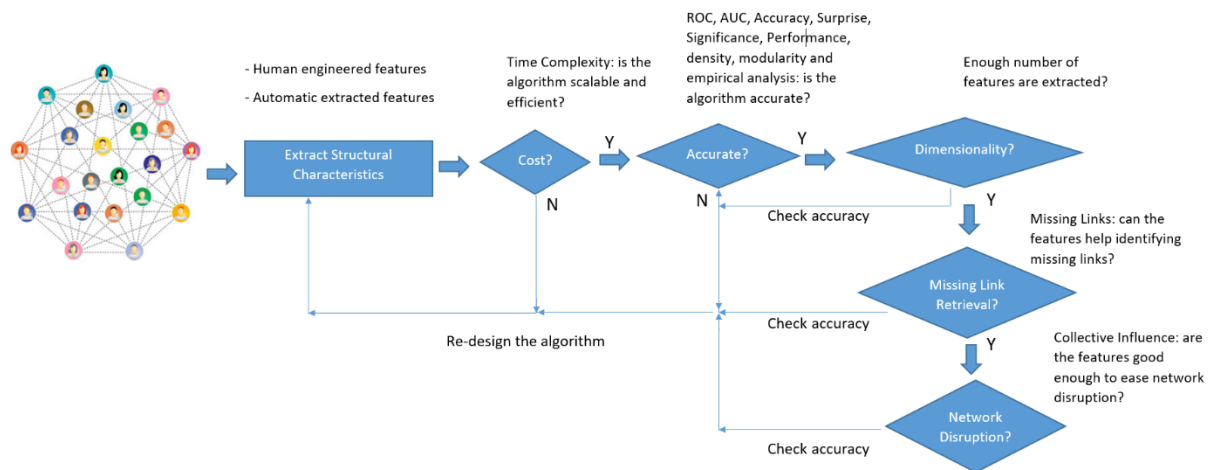 - Human engineered features
- Automatic extracted features
Extract Structural
Characteristics
Time Complexity: is the
algorithm scalable and
efficient?
Cost?
Y
N
ROC, AUC, Accuracy, Surprise,
Significance, Performance,
density, modularity and
empirical analysis: is the
algorithm accurate?
Accurate?
Y
N
Enough number of
features are extracted?
Dimensionality?
Check accuracy
Y
Missing Links: can the
features help identifying
missing links?
Missing Link
Retrieval?
Check accuracy
Re-design the algorithm
Y
Collective Influence: are
the features good
enough to ease network
disruption?
Network
Disruption?
Check accuracy